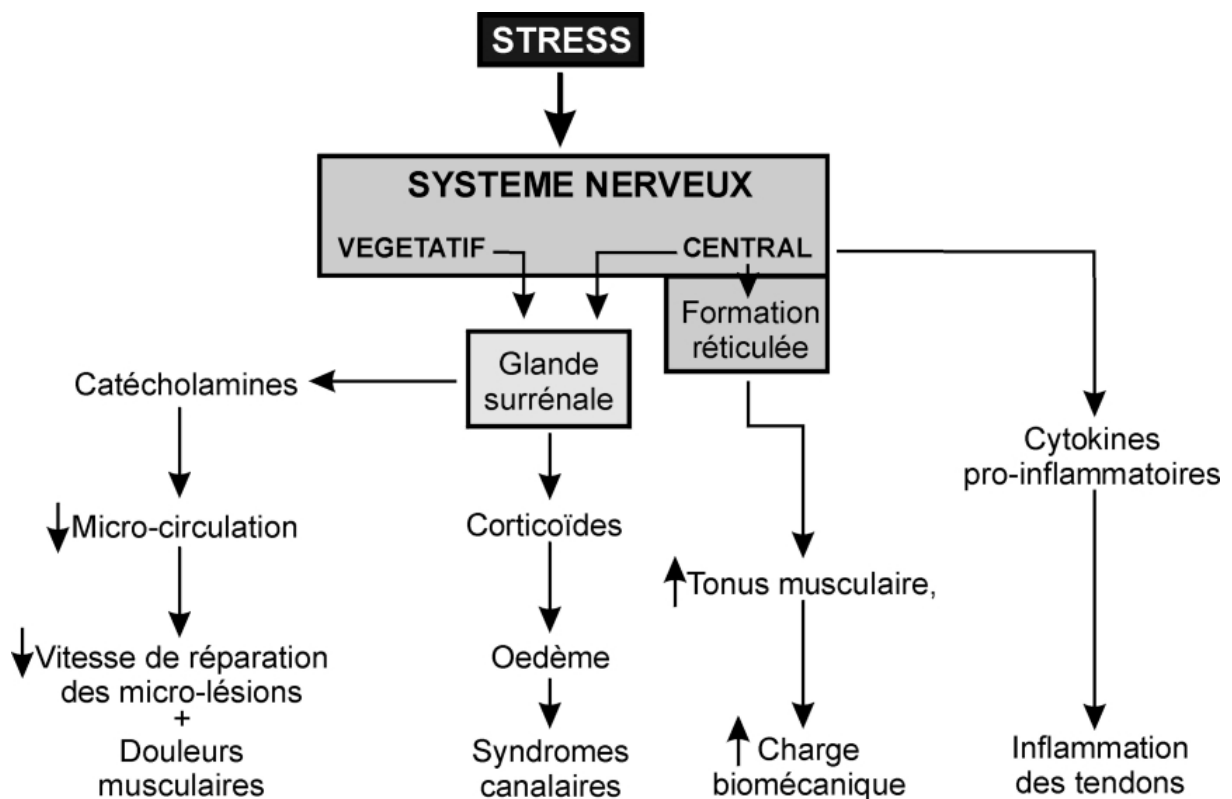 STRESS
SYSTEME NERVEUX
VEGETATIF
CENTRAL
Formation
réticulée
Glande
surrénale
Catécholamines
Cytokines
pro-inflammatoires
Micro-circulation
Corticoïdes
Tonus musculaire,
Vitesse de réparation
des micro-lésions
+
Douleurs
musculaires
Oedème
Syndromes
canalaires
Charge
biomécanique
Inflammation
des tendons